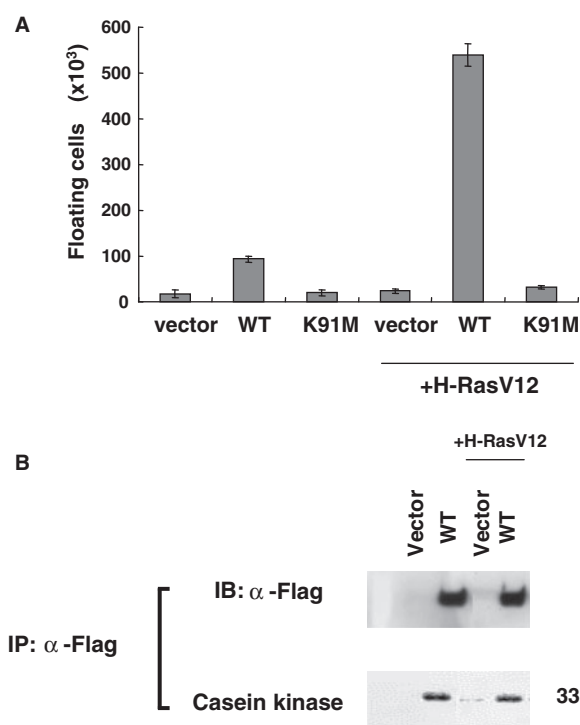 A
600
500
400
300
200
100
0
Floating cells (x10³)
vector WT K91M vector WT K91M
+H-RasV12
B
+H-RasV12
Vector WT Vector WT
IB: α-Flag
IP: α-Flag
Casein kinase 33